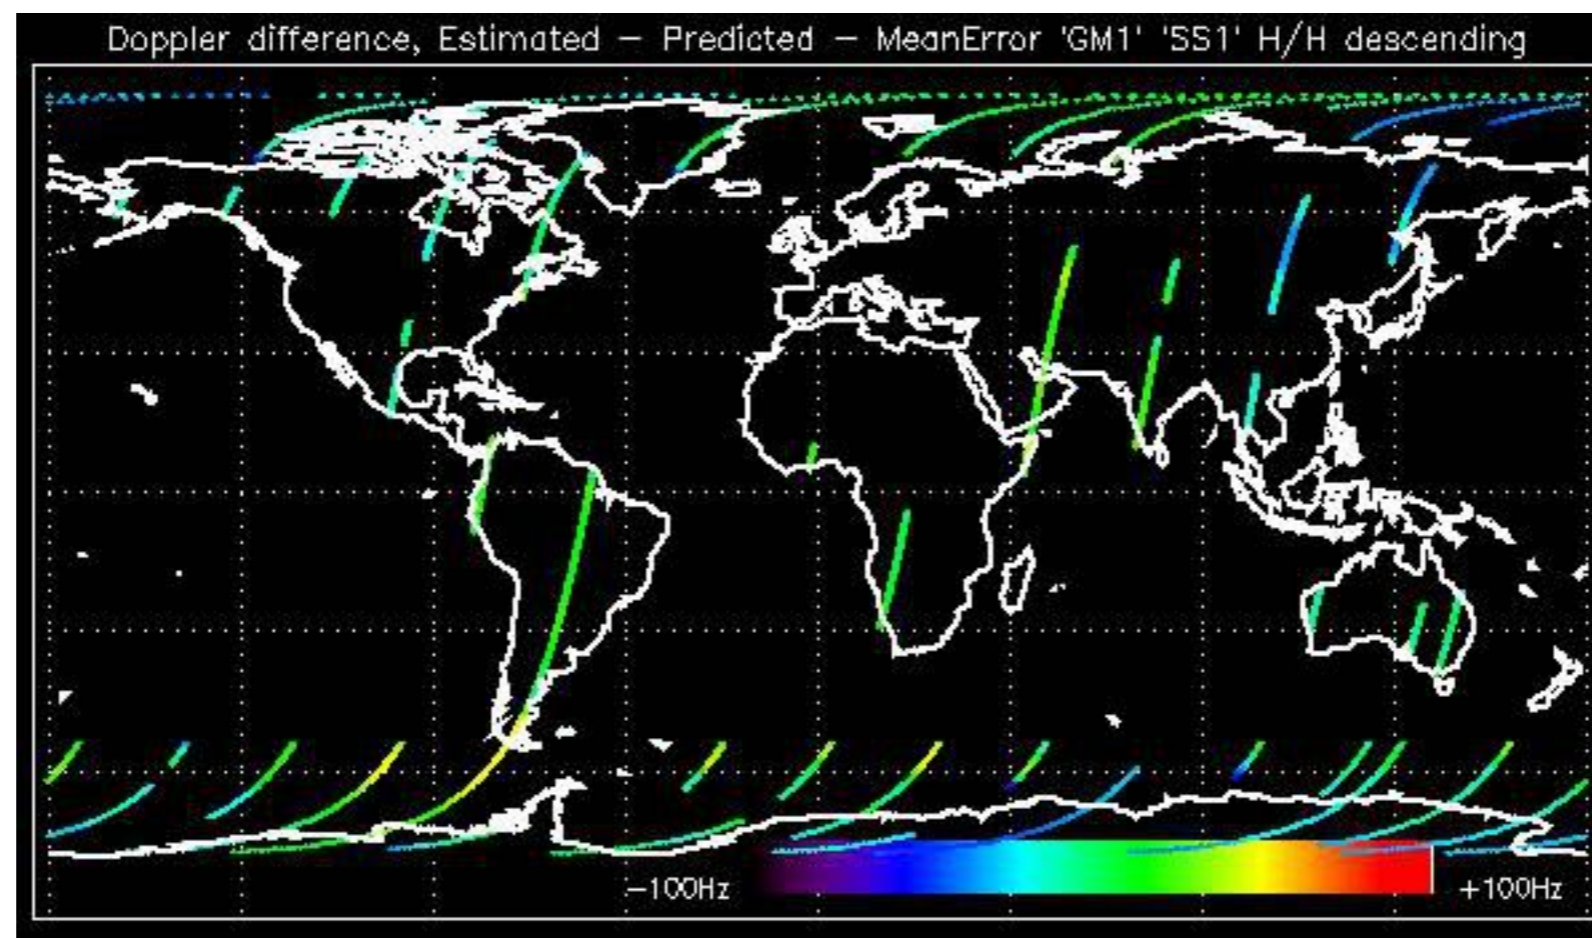 Doppler difference, Estimated – Predicted – MeanError 'GM1' 'SS1' H/H descending
–100Hz
+100Hz